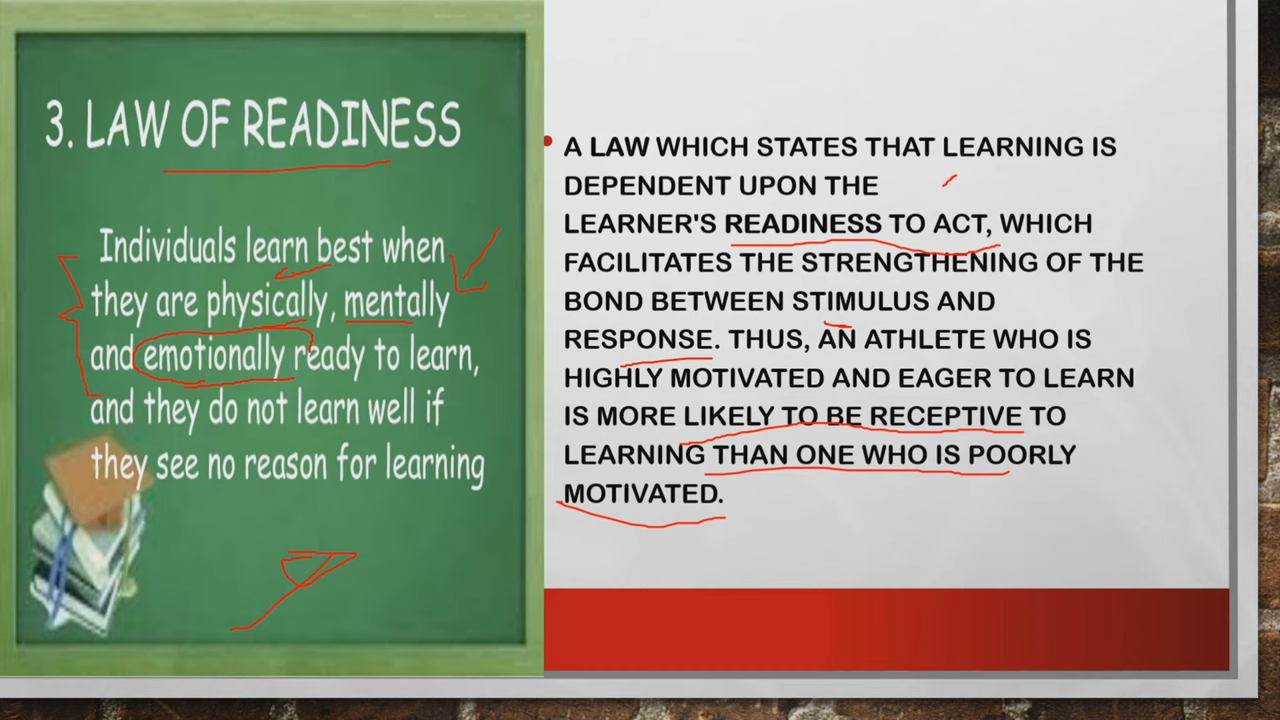 3. LAW OF READINESS
Individuals learn best when
they are physically, mentally
and emotionally ready to learn,
and they do not learn well if
they see no reason for learning
A LAW WHICH STATES THAT LEARNING IS
DEPENDENT UPON THE
LEARNER'S READINESS TO ACT, WHICH
FACILITATES THE STRENGTHENING OF THE
BOND BETWEEN STIMULUS AND
RESPONSE. THUS, AN ATHLETE WHO IS
HIGHLY MOTIVATED AND EAGER TO LEARN
IS MORE LIKELY TO BE RECEPTIVE TO
LEARNING THAN ONE WHO IS POORLY
MOTIVATED.